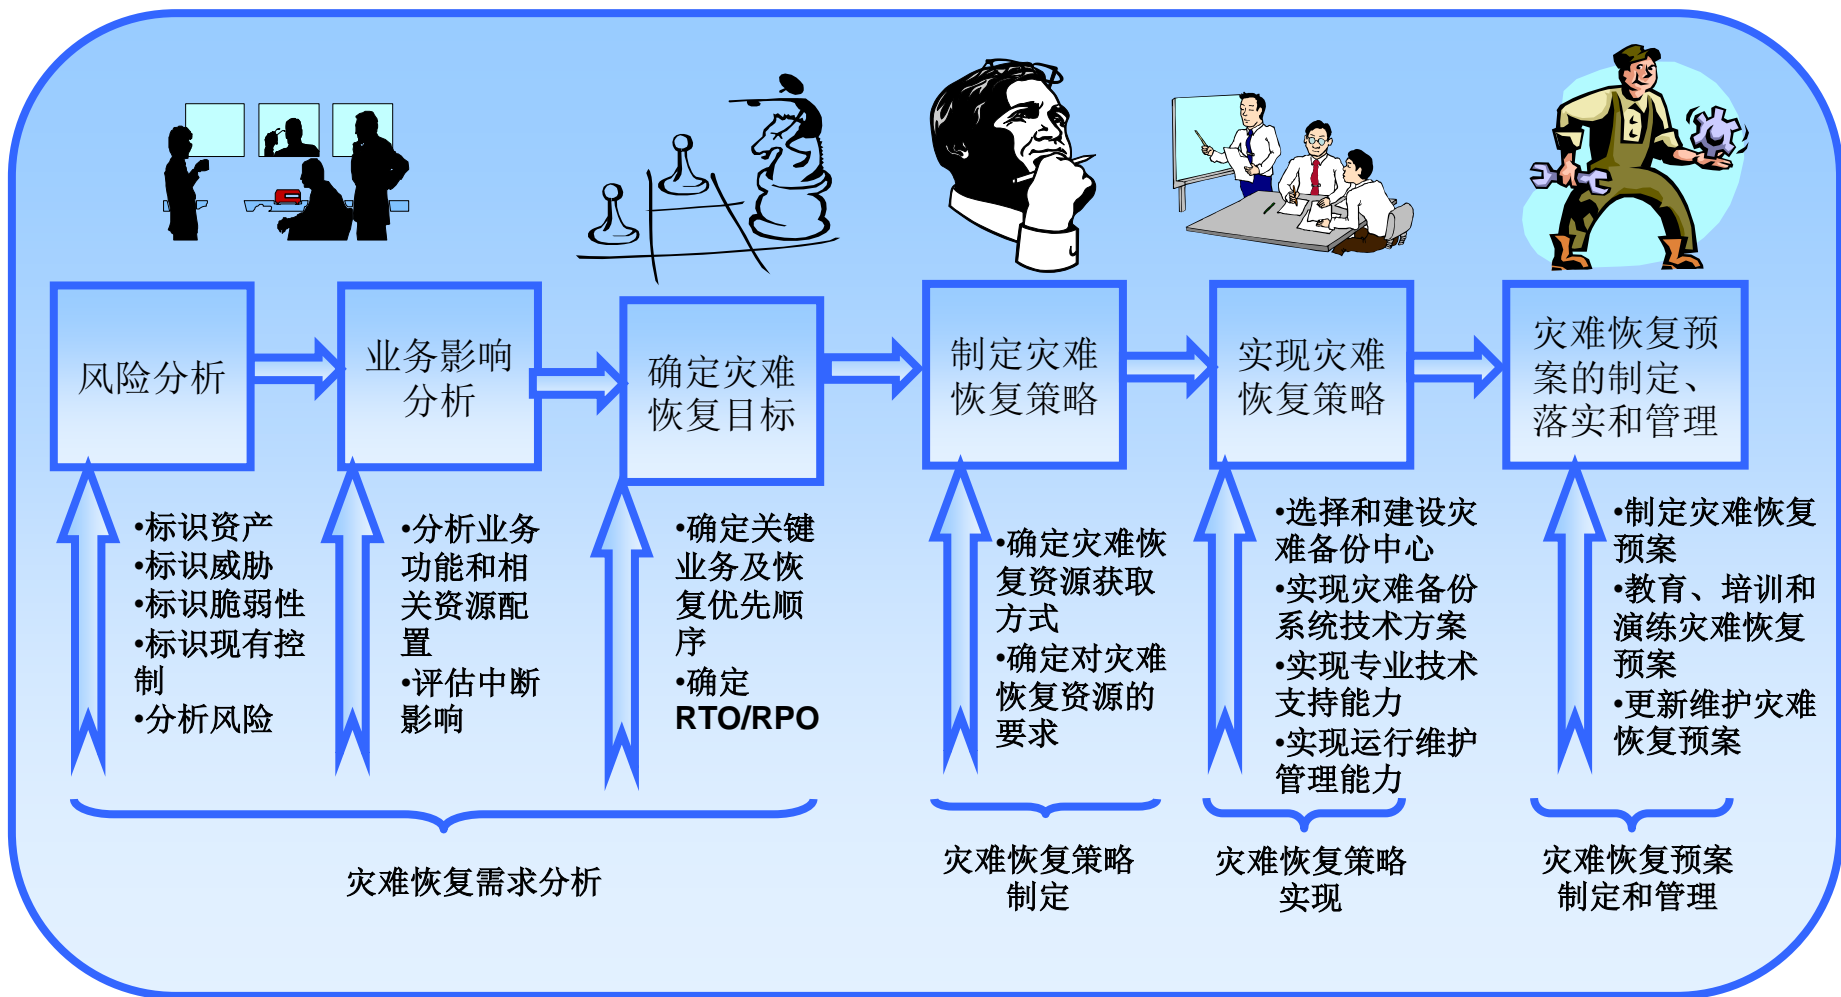 风险分析
业务影响
分析
确定灾难
恢复目标
制定灾难
恢复策略
实现灾难
恢复策略
灾难恢复预
案的制定、
落实和管理
•标识资产
•标识威胁
•标识脆弱性
•标识现有控
制
•分析风险
•分析业务
功能和相
关资源配
置
•评估中断
影响
•确定关键
业务及恢
复优先顺
序
•确定
RTO/RPO
•确定灾难恢
复资源获取
方式
•确定对灾难
恢复资源的
要求
•选择和建设灾
难备份中心
•实现灾难备份
系统技术方案
•实现专业技术
支持能力
•实现运行维护
管理能力
•制定灾难恢复
预案
•教育、培训和
演练灾难恢复
预案
•更新维护灾难
恢复预案
灾难恢复需求分析
灾难恢复策略
制定
灾难恢复策略
实现
灾难恢复预案
制定和管理